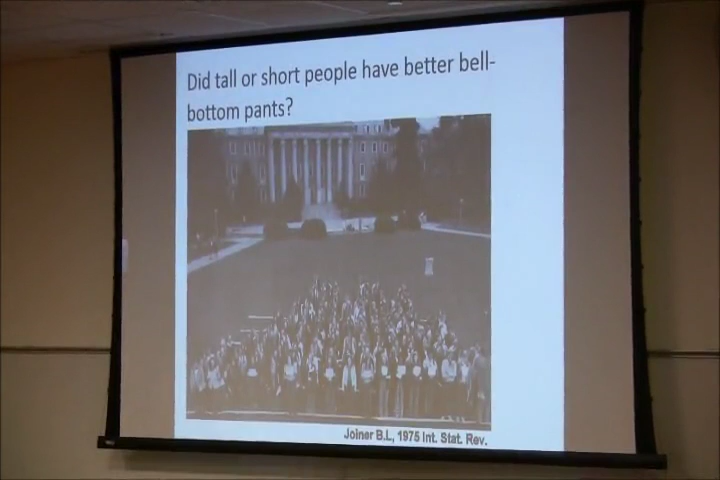 Did tall or short people have better bell-
bottom pants?
Joiner B.L, 1975 Int. Stat. Rev.